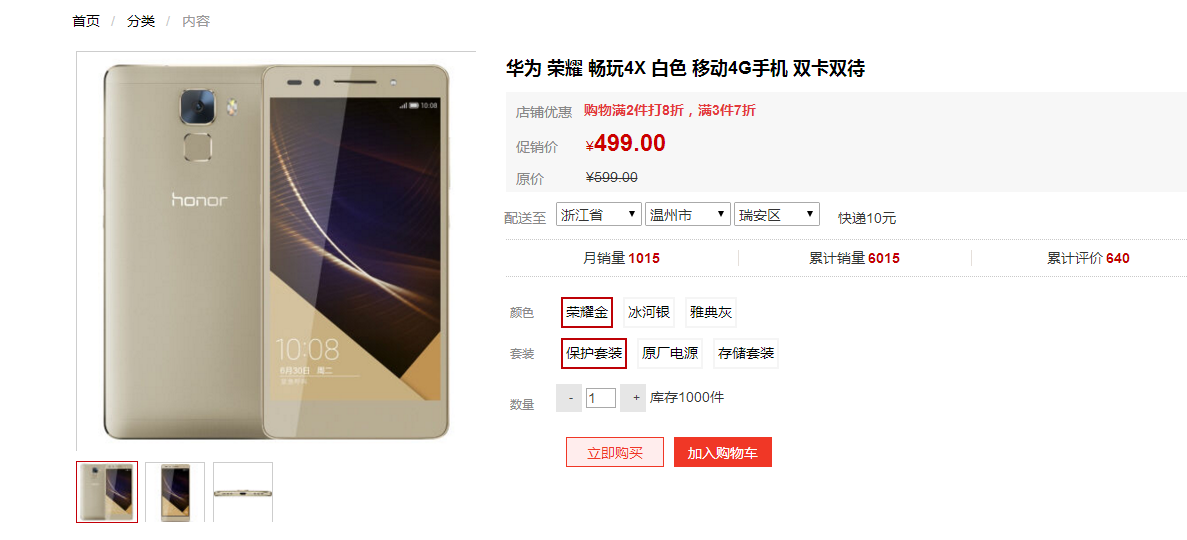 首页 / 分类 / 内容
华为 荣耀 畅玩4X 白色 移动4G手机 双卡双待
店铺优惠 购物满2件打8折，满3件7折
促销价 ¥499.00
原价 ¥599.00
配送至 浙江省 温州市 瑞安区 快递10元
月销量 1015 累计销量 6015 累计评价 640
颜色 荣耀金 冰河银 雅典灰
套装 保护套装 原厂电源 存储套装
数量 - 1 + 库存1000件
立即购买 加入购物车
honor
10:08
10:08
6月30日 周二